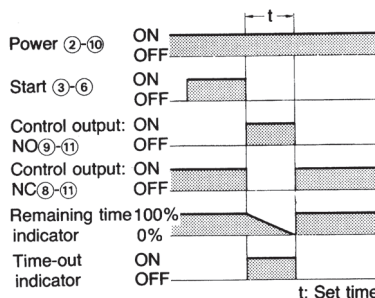 t
Power ②-⑩ ON
OFF
Start ③-⑥ ON
OFF
Control output: ON
NO⑨-⑪ OFF
Control output: ON
NC⑧-⑪ OFF
Remaining time 100%
indicator 0%
Time-out ON
indicator OFF
t: Set time